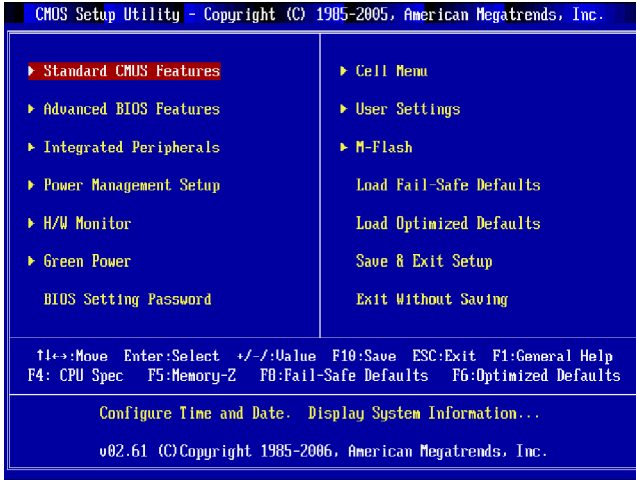 CMOS Setup Utility - Copyright (C) 1985-2005, American Megatrends, Inc.
Standard CMOS Features
Advanced BIOS Features
Integrated Peripherals
Power Management Setup
H/W Monitor
Green Power
BIOS Setting Password
Cell Menu
User Settings
M-Flash
Load Fail-Safe Defaults
Load Optimized Defaults
Save & Exit Setup
Exit Without Saving
↑↓↔:Move Enter:Select +/-/:Value F10:Save ESC:Exit F1:General Help
F4: CPU Spec F5:Memory-Z F8:Fail-Safe Defaults F6:Optimized Defaults
Configure Time and Date. Display System Information...
v02.61 (C)Copyright 1985-2006, American Megatrends, Inc.